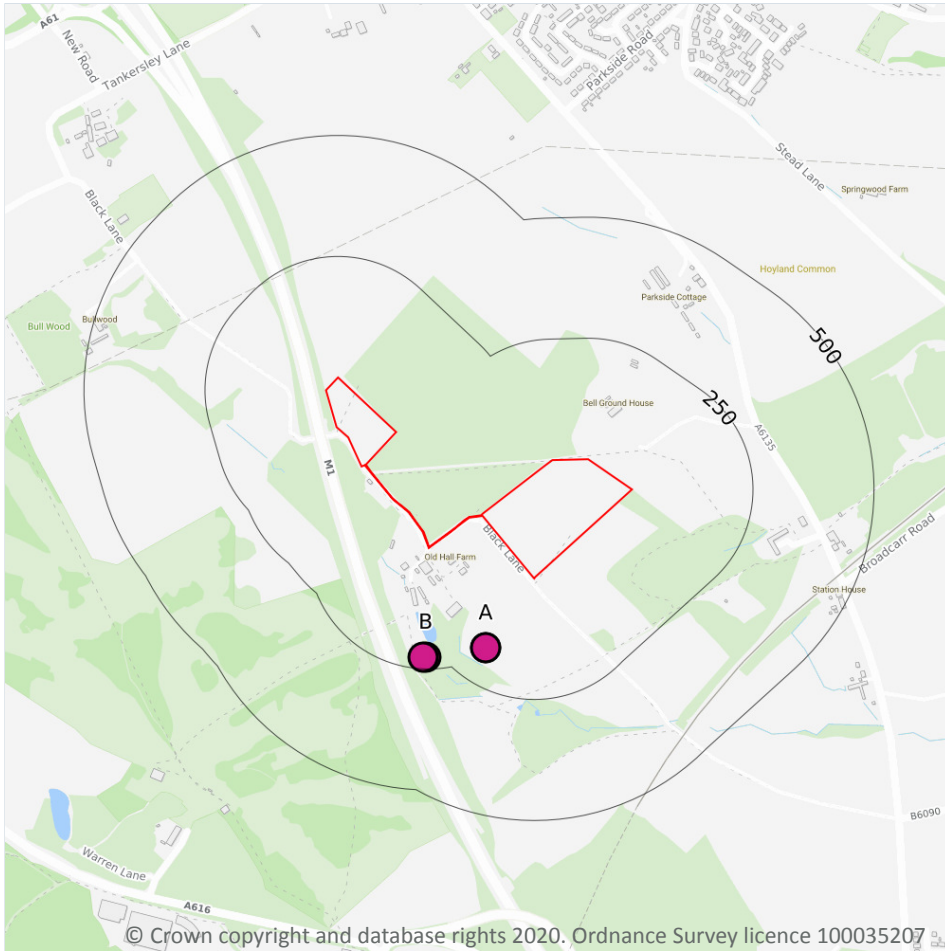 A61
New Road
Tankersley Lane
Parkside Road
Stead Lane
Springwood Farm
Black Lane
Hoyland Common
Parkside Cottage
Bull Wood
Bullwood
500
250
Bell Ground House
A6135
M1
Black Lane
Old Hall Farm
Broadcarr Road
Station House
B
A
B6090
Warren Lane
A616
© Crown copyright and database rights 2020. Ordnance Survey licence 100035207